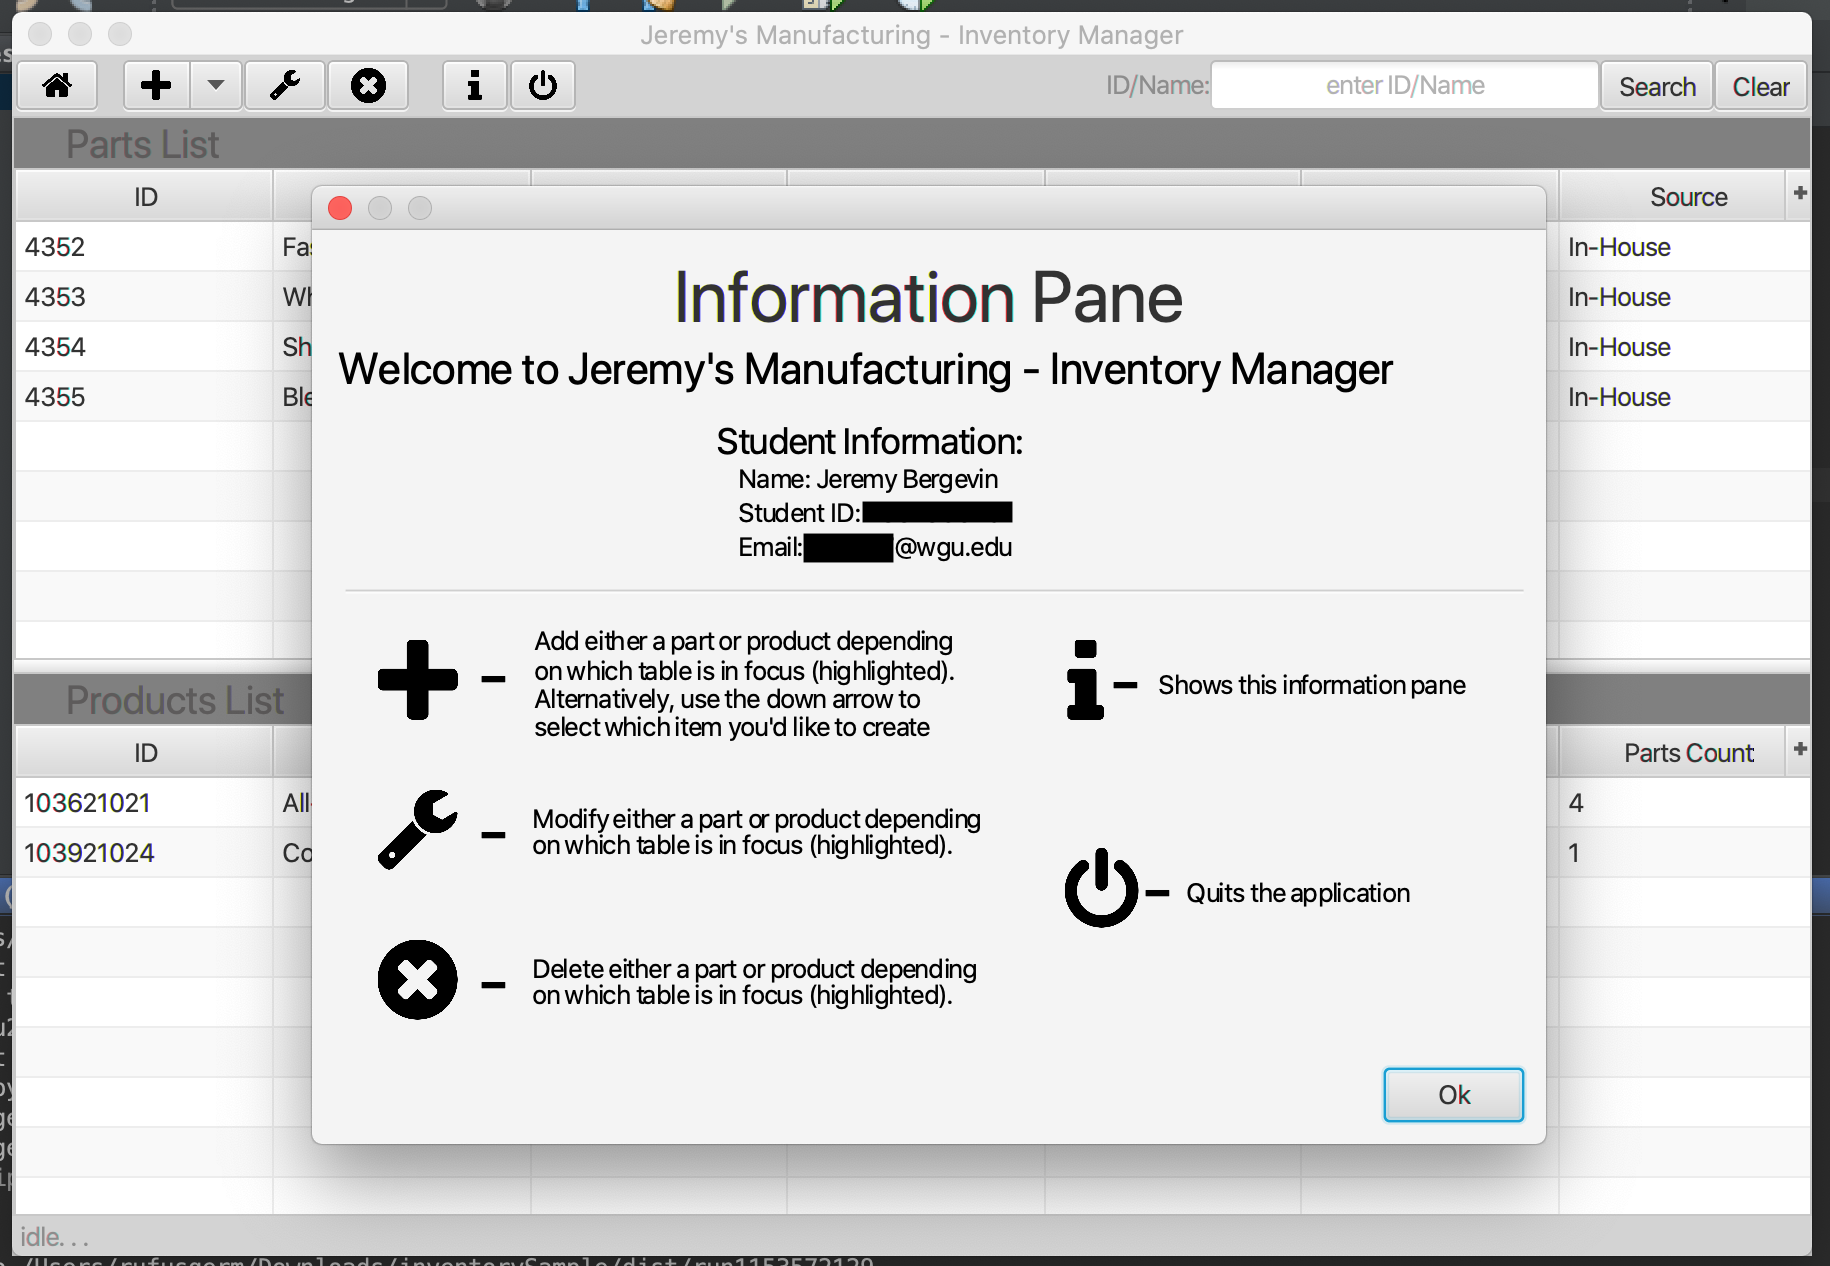 Jeremy's Manufacturing - Inventory Manager
ID/Name: enter ID/Name Search Clear
Parts List
ID Source
4352 Fas In-House
4353 Wh In-House
4354 Sh In-House
4355 Ble In-House
Information Pane
Welcome to Jeremy's Manufacturing - Inventory Manager
Student Information:
Name: Jeremy Bergevin
Student ID:
Email: @wgu.edu
Add either a part or product depending
on which table is in focus (highlighted).
Alternatively, use the down arrow to
select which item you'd like to create
Shows this information pane
Modify either a part or product depending
on which table is in focus (highlighted).
Quits the application
Delete either a part or product depending
on which table is in focus (highlighted).
Ok
Products List
ID Parts Count
103621021 All 4
103921024 Co 1
idle. . .
/Users/rufusgerm/Downloads/inventorySample/dist/run1153572129